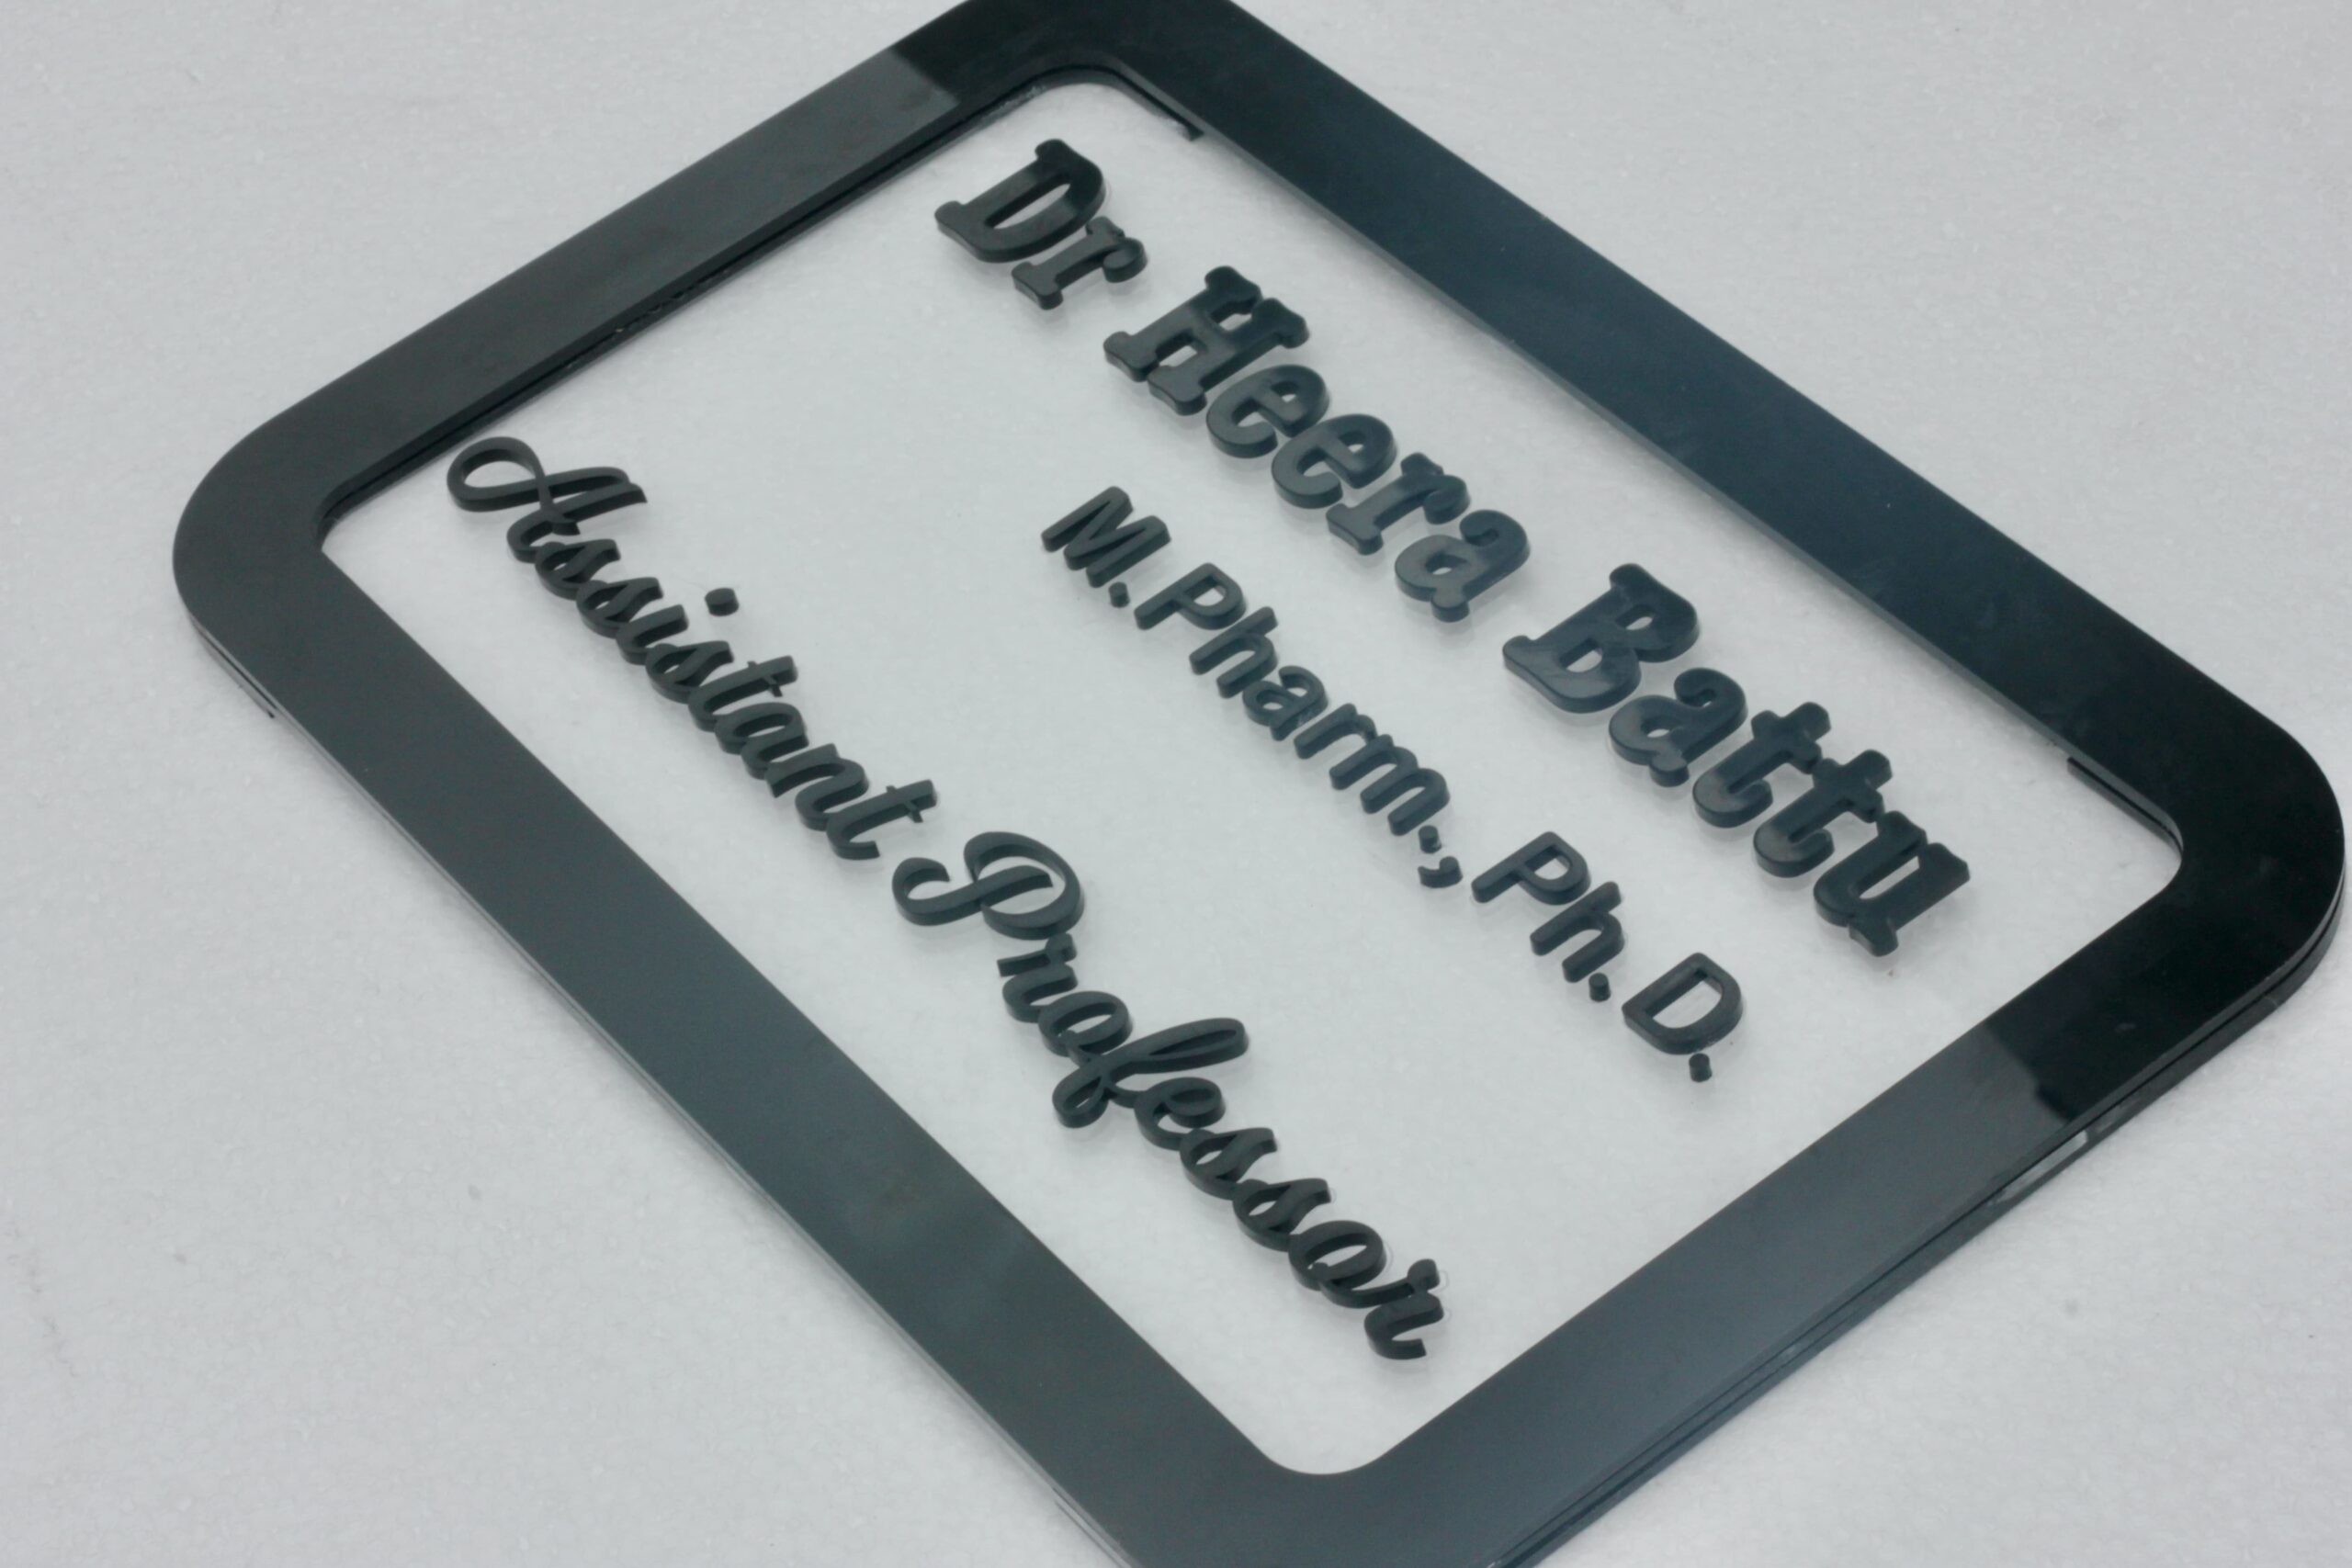 Dr Heera Battu
M.Pharm., Ph.D.
Assistant Professor